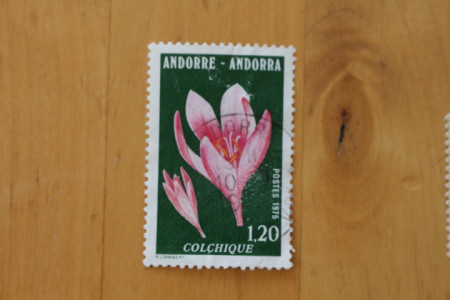 ANDORRE - ANDORRA
POSTES 1975
1,20
COLCHIQUE